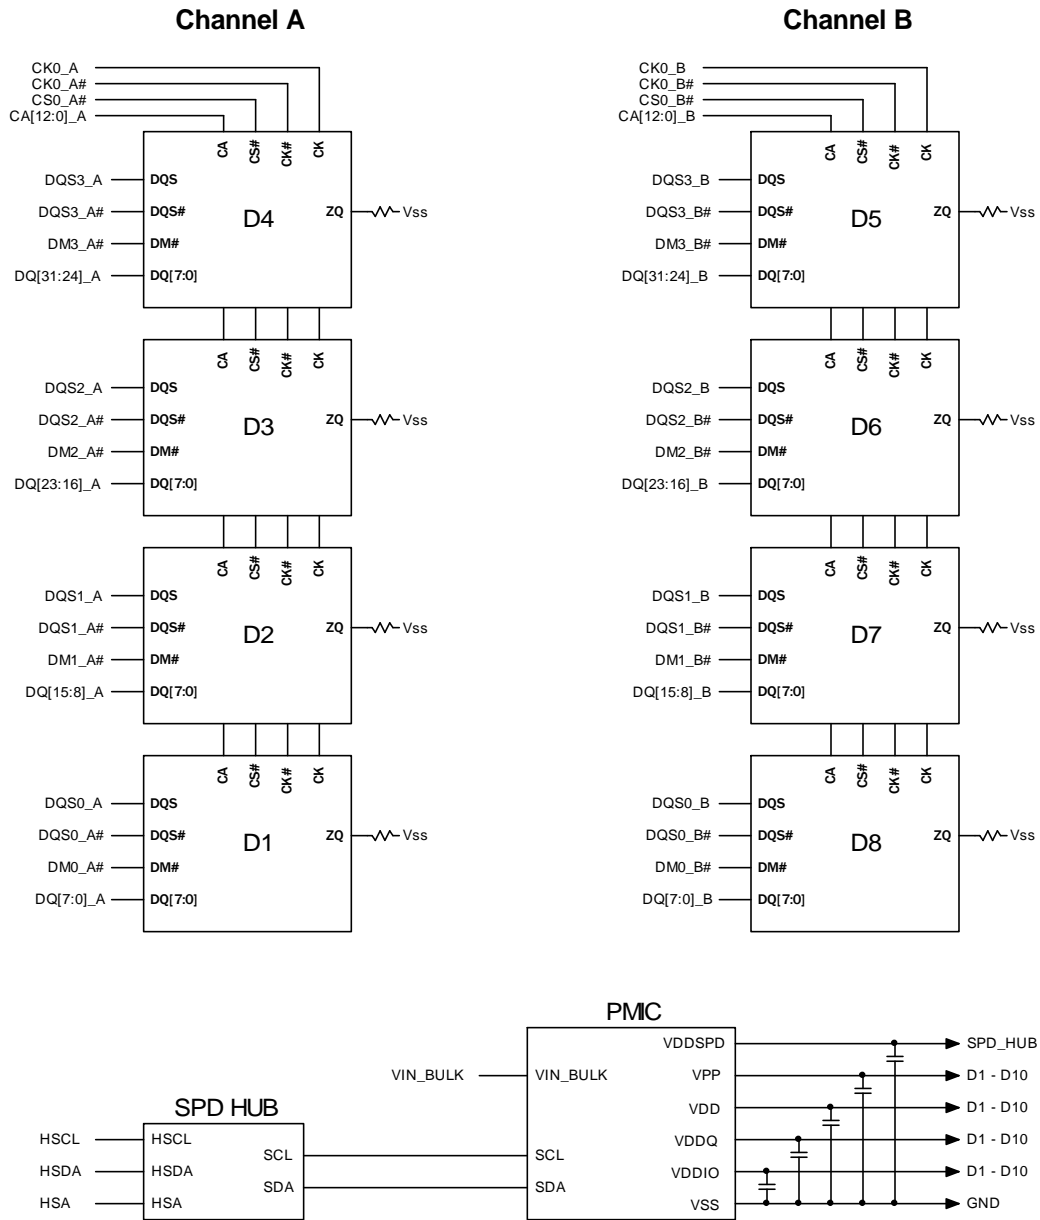 Channel A
CK0_A
CK0_A#
CS0_A#
CA[12:0]_A
CA CS# CK# CK
DQS3_A DQS
DQS3_A# DQS# D4 ZQ Vss
DM3_A# DM#
DQ[31:24]_A DQ[7:0]
CA CS# CK# CK
DQS2_A DQS
DQS2_A# DQS# D3 ZQ Vss
DM2_A# DM#
DQ[23:16]_A DQ[7:0]
CA CS# CK# CK
DQS1_A DQS
DQS1_A# DQS# D2 ZQ Vss
DM1_A# DM#
DQ[15:8]_A DQ[7:0]
CA CS# CK# CK
DQS0_A DQS
DQS0_A# DQS# D1 ZQ Vss
DM0_A# DM#
DQ[7:0]_A DQ[7:0]
Channel B
CK0_B
CK0_B#
CS0_B#
CA[12:0]_B
CA CS# CK# CK
DQS3_B DQS
DQS3_B# DQS# D5 ZQ Vss
DM3_B# DM#
DQ[31:24]_B DQ[7:0]
CA CS# CK# CK
DQS2_B DQS
DQS2_B# DQS# D6 ZQ Vss
DM2_B# DM#
DQ[23:16]_B DQ[7:0]
CA CS# CK# CK
DQS1_B DQS
DQS1_B# DQS# D7 ZQ Vss
DM1_B# DM#
DQ[15:8]_B DQ[7:0]
CA CS# CK# CK
DQS0_B DQS
DQS0_B# DQS# D8 ZQ Vss
DM0_B# DM#
DQ[7:0]_B DQ[7:0]
SPD HUB
HSCL HSCL
SCL
HSDA HSDA
SDA
HSA HSA
PMIC
VDDSPD SPD_HUB
VIN_BULK VIN_BULK VPP D1 - D10
VDD D1 - D10
VDDQ D1 - D10
SCL
VDDIO D1 - D10
SDA
VSS GND